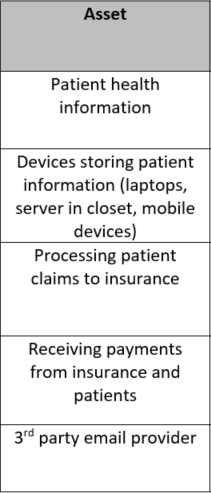 Asset
Patient health
information
Devices storing patient
information (laptops,
server in closet, mobile
devices)
Processing patient
claims to insurance
Receiving payments
from insurance and
patients
3rd party email provider